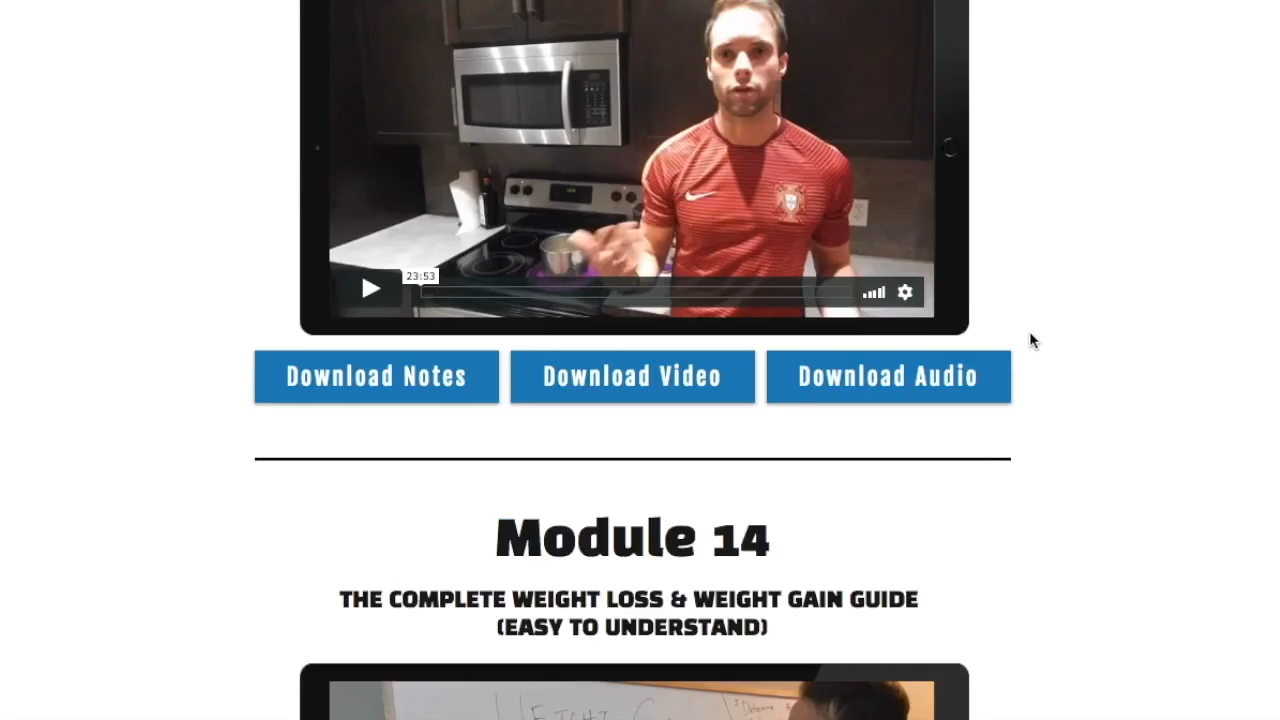 23:53
Download Notes Download Video Download Audio
Module 14
THE COMPLETE WEIGHT LOSS & WEIGHT GAIN GUIDE
(EASY TO UNDERSTAND)
WEIGHT